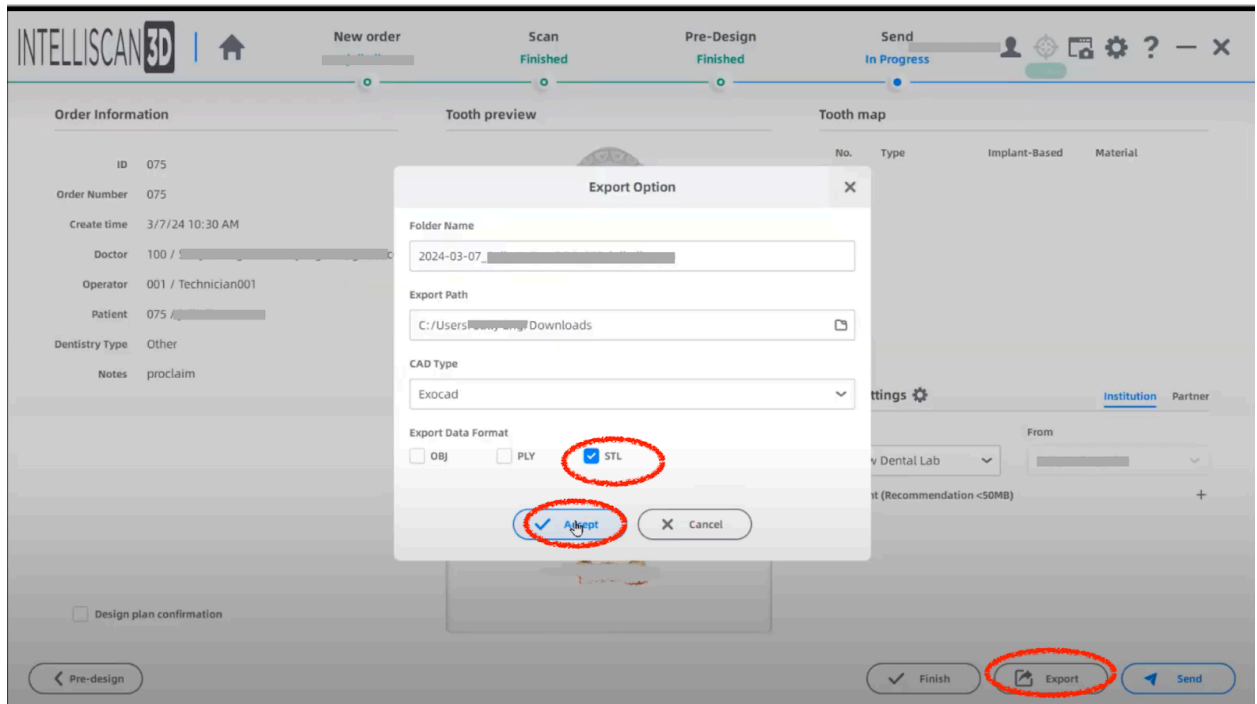 INTELLISCAN3D
New order
Scan
Finished
Pre-Design
Finished
Send
In Progress
Order Information
ID 075
Order Number 075
Create time 3/7/24 10:30 AM
Doctor 100 /
Operator 001 / Technician001
Patient 075 /
Dentistry Type Other
Notes proclaim
Design plan confirmation
Tooth preview
Tooth map
No. Type Implant-Based Material
Export Option
Folder Name
2024-03-07_
Export Path
C:/Users/ /Downloads
CAD Type
Exocad
Export Data Format
OBJ PLY STL
Accept Cancel
ttings Institution Partner
From
w Dental Lab
nt (Recommendation <50MB)
Pre-design
Finish Export Send